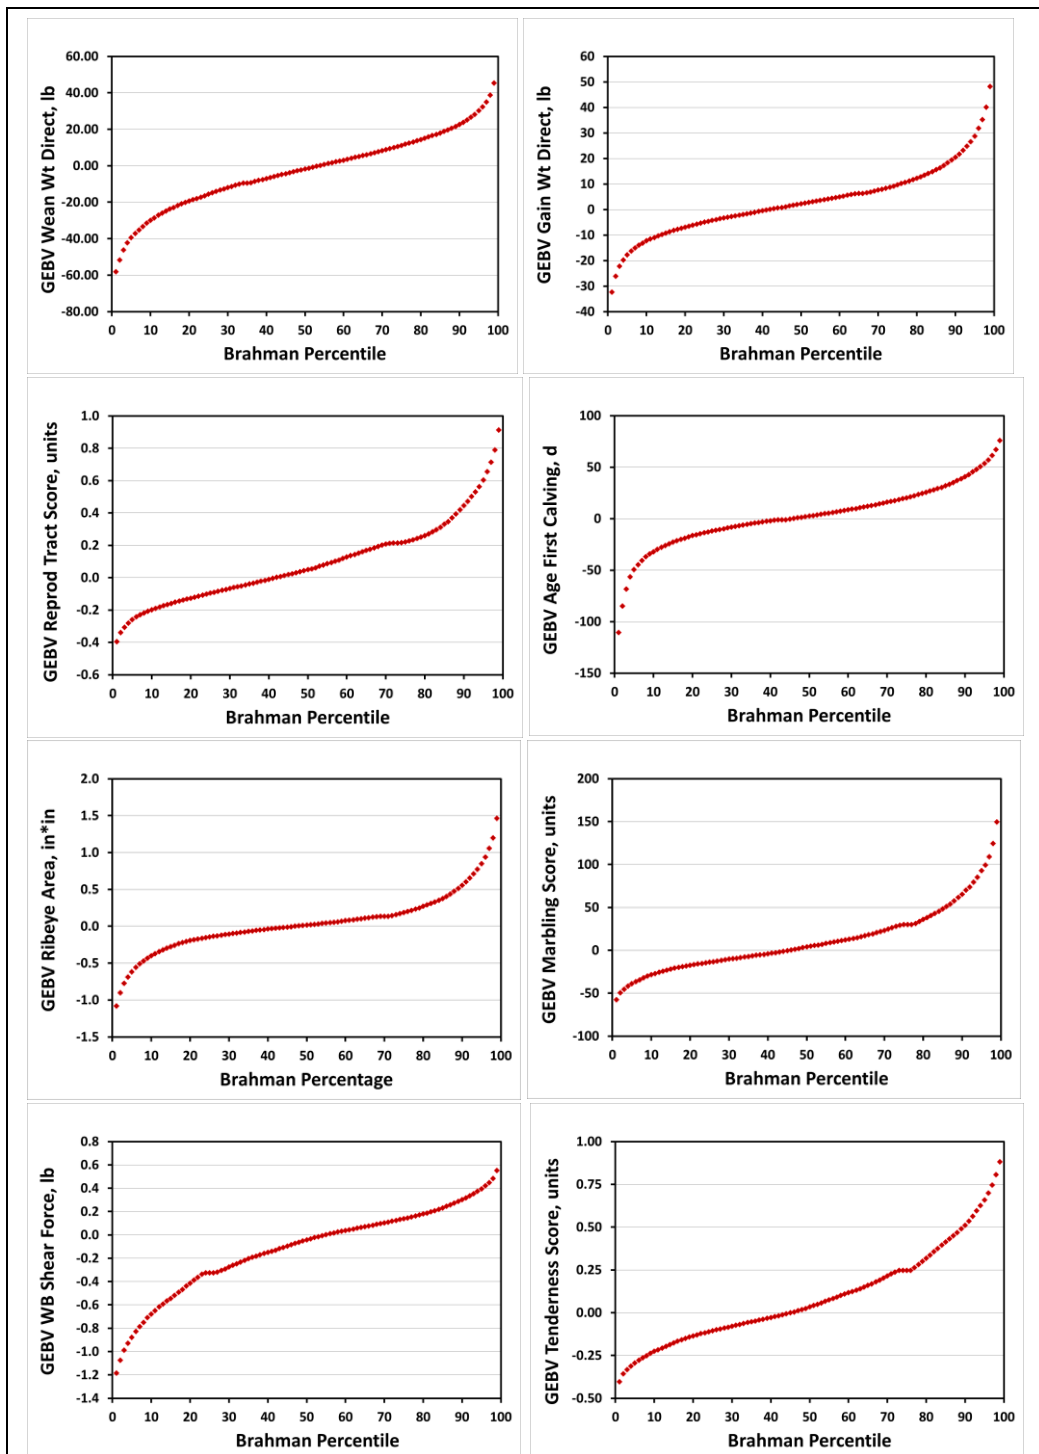 60.00
40.00
20.00
0.00
-20.00
-40.00
-60.00
-80.00
GEBV Wean Wt Direct, lb
0 10 20 30 40 50 60 70 80 90 100
Brahman Percentile
60
50
40
30
20
10
0
-10
-20
-30
-40
GEBV Gain Wt Direct, lb
0 10 20 30 40 50 60 70 80 90 100
Brahman Percentile
1.0
0.8
0.6
0.4
0.2
0.0
-0.2
-0.4
-0.6
GEBV Reprod Tract Score, units
0 10 20 30 40 50 60 70 80 90 100
Brahman Percentile
100
50
0
-50
-100
-150
GEBV Age First Calving, d
0 10 20 30 40 50 60 70 80 90 100
Brahman Percentile
2.0
1.5
1.0
0.5
0.0
-0.5
-1.0
-1.5
GEBV Ribeye Area, in*in
0 10 20 30 40 50 60 70 80 90 100
Brahman Percentage
200
150
100
50
0
-50
-100
GEBV Marbling Score, units
0 10 20 30 40 50 60 70 80 90 100
Brahman Percentile
0.8
0.6
0.4
0.2
0.0
-0.2
-0.4
-0.6
-0.8
-1.0
-1.2
-1.4
GEBV WB Shear Force, lb
0 10 20 30 40 50 60 70 80 90 100
Brahman Percentile
1.00
0.75
0.50
0.25
0.00
-0.25
-0.50
GEBV Tenderness Score, units
0 10 20 30 40 50 60 70 80 90 100
Brahman Percentile